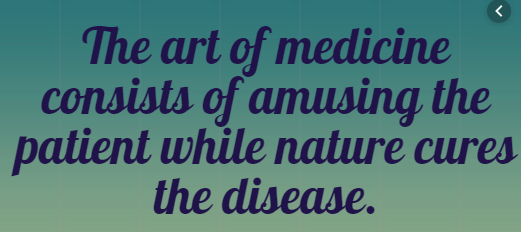 The art of medicine
consists of amusing the
patient while nature cures
the disease.